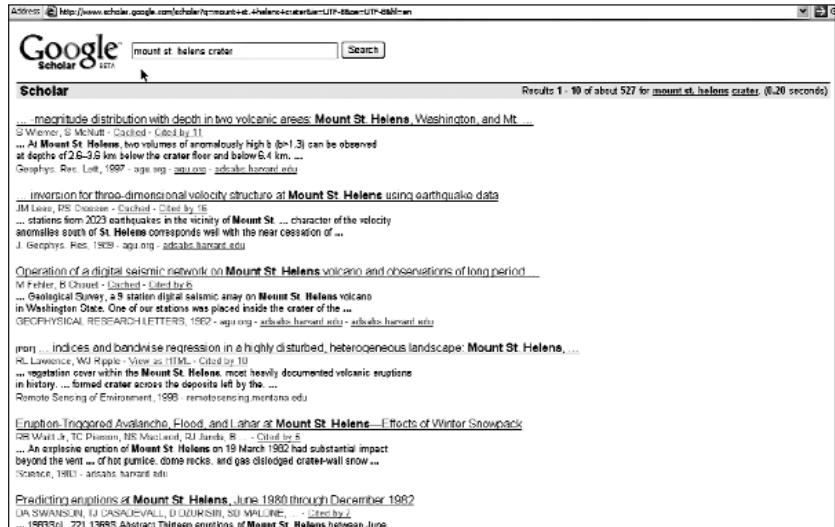 Address http://www.scholar.google.com/scholar?q=mount+st.+helens+crater&ie=UTF-8&oe=UTF-8&hl=en
Google
Scholar BETA
mount st. helens crater Search
Scholar Results 1 - 10 of about 527 for mount st. helens crater. (0.20 seconds)
... -magnitude distribution with depth in two volcanic areas: Mount St. Helens, Washington, and Mt. ...
S Wiemer, S McNutt - Cached - Cited by 11
... At Mount St. Helens, two volumes of anomalously high b (b>1.3) can be observed
at depths of 2.6–3.6 km below the crater floor and below 6.4 km. ...
Geophys. Res. Lett, 1997 - agu.org - agu.org - adsabs.harvard.edu
... inversion for three-dimensional velocity structure at Mount St. Helens using earthquake data
JM Lees, RS Crosson - Cached - Cited by 16
... stations from 2023 earthquakes in the vicinity of Mount St. ... character of the velocity
anomalies south of St. Helens corresponds well with the near cessation of ...
J. Geophys. Res, 1989 - agu.org - adsabs.harvard.edu
Operation of a digital seismic network on Mount St. Helens volcano and observations of long period ...
M Fehler, B Chouet - Cached - Cited by 6
... Geological Survey, a 9 station digital seismic array on Mount St. Helens volcano
in Washington State. One of our stations was placed inside the crater of the ...
GEOPHYSICAL RESEARCH LETTERS, 1982 - agu.org - adsabs.harvard.edu - adsabs.harvard.edu
[PDF] ... indices and bandwise regression in a highly disturbed, heterogeneous landscape: Mount St. Helens, ...
RL Lawrence, WJ Ripple - View as HTML - Cited by 10
... vegetation cover within the Mount St. Helens, most heavily documented volcanic eruptions
in history. ... formed crater across the deposits left by the. ...
Remote Sensing of Environment, 1998 - remotesensing.montana.edu
Eruption-Triggered Avalanche, Flood, and Lahar at Mount St. Helens—Effects of Winter Snowpack
RB Waitt Jr, TC Pierson, NS MacLeod, RJ Janda, B ... - Cited by 6
... An explosive eruption of Mount St. Helens on 19 March 1982 had substantial impact
beyond the vent ... of hot pumice, dome rocks, and gas dislodged crater-wall snow ...
Science, 1983 - adsabs.harvard.edu
Predicting eruptions at Mount St. Helens, June 1980 through December 1982
DA SWANSON, TJ CASADEVALL, D DZURISIN, SD MALONE, ... - Cited by 7
... 1983Sci...221.1369S Abstract Thirteen eruptions of Mount St. Helens between June